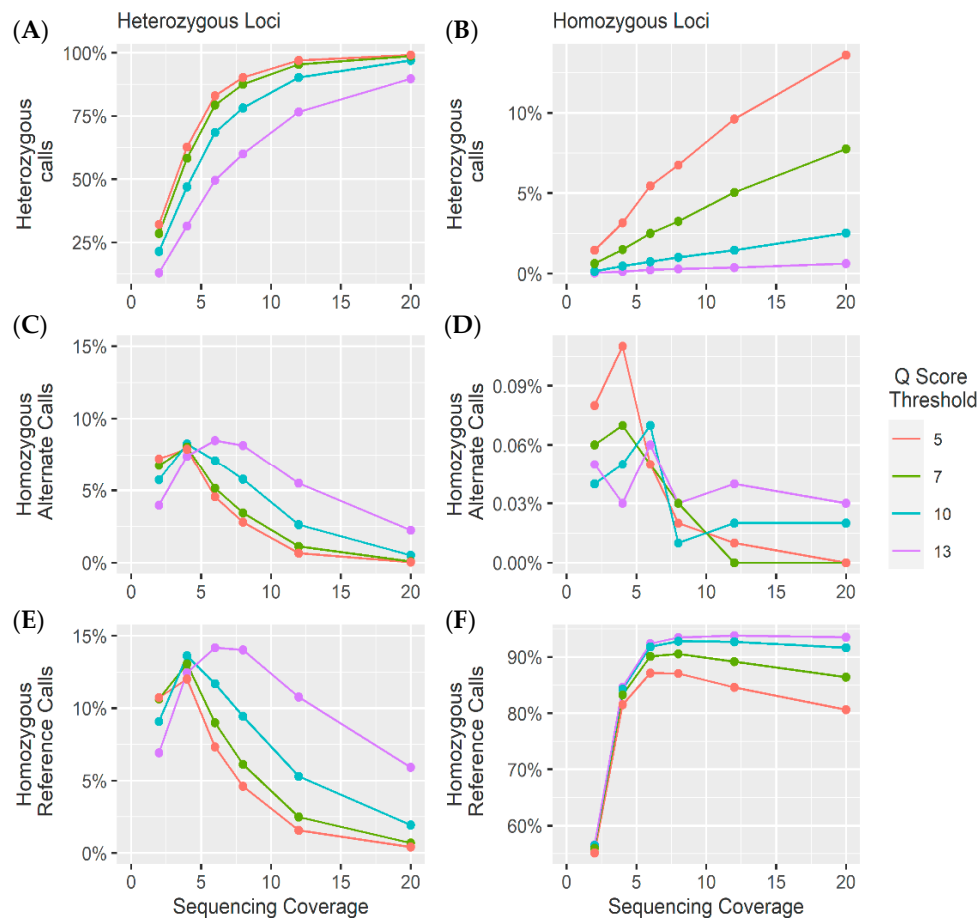 (A)
Heterozygous Loci
(B)
Homozygous Loci
Heterozygous
calls
100%
75%
50%
25%
0 5 10 15 20
Heterozygous
calls
10%
5%
0%
0 5 10 15 20
(C)
Homozygous
Alternate Calls
15%
10%
5%
0%
0 5 10 15 20
(D)
Homozygous
Alternate Calls
0.09%
0.06%
0.03%
0.00%
0 5 10 15 20
(E)
Homozygous
Reference Calls
15%
10%
5%
0%
0 5 10 15 20
Sequencing Coverage
(F)
Homozygous
Reference Calls
90%
80%
70%
60%
0 5 10 15 20
Sequencing Coverage
Q Score
Threshold
5
7
10
13